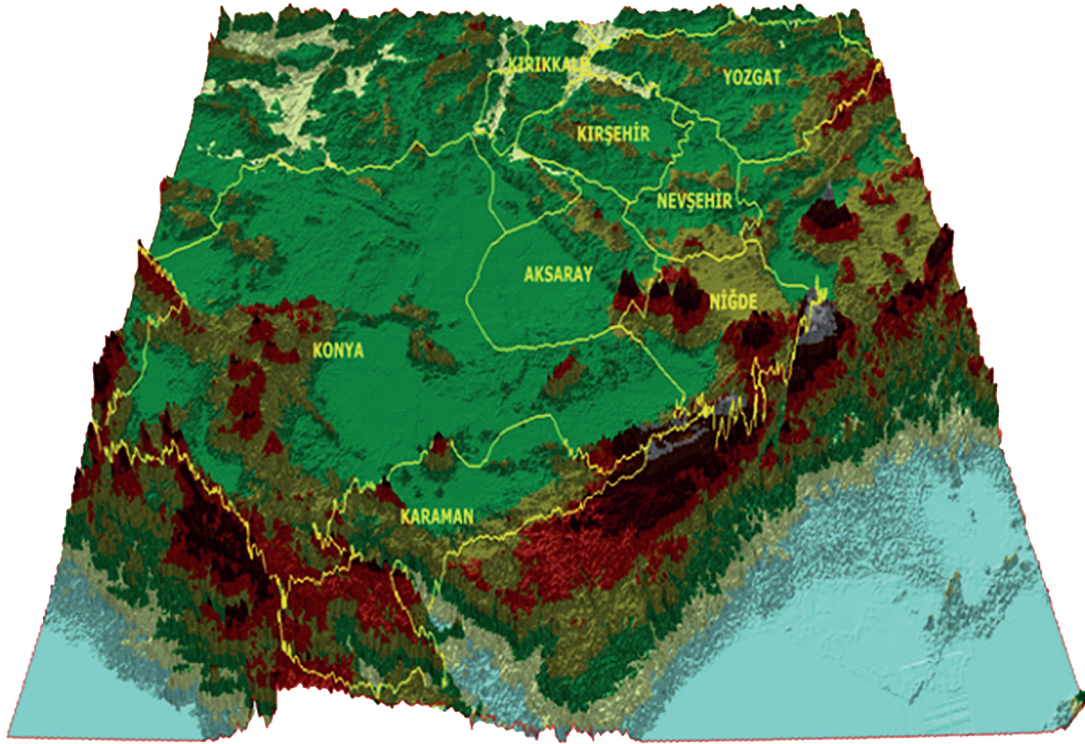 KIRIKKALE
YOZGAT
KIRŞEHİR
NEVŞEHİR
AKSARAY
NİĞDE
KONYA
KARAMAN